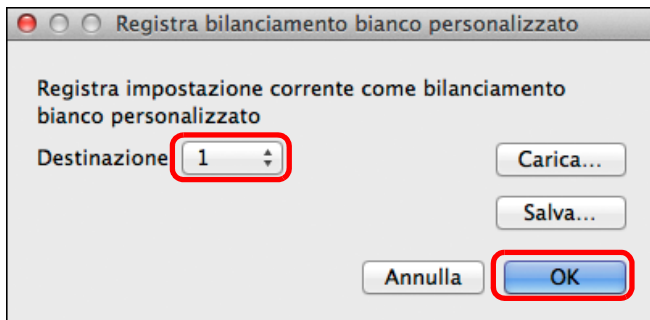 Registra bilanciamento bianco personalizzato
Registra impostazione corrente come bilanciamento
bianco personalizzato
Destinazione 1
Carica...
Salva...
Annulla OK